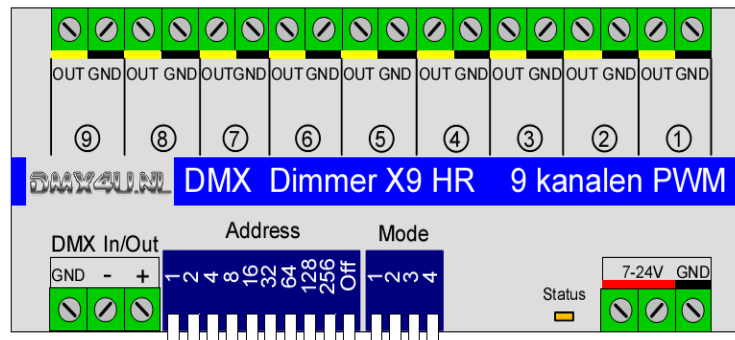 OUT GND OUT GND OUTGND OUT GND OUT GND OUT GND OUT GND OUT GND OUT GND
9 8 7 6 5 4 3 2 1
DMX4U.NL DMX Dimmer X9 HR 9 kanalen PWM
Address Mode
DMX In/Out
GND - +
1 2 4 8 16 32 64 128 256 Off
1 2 3 4
Status
7-24V GND